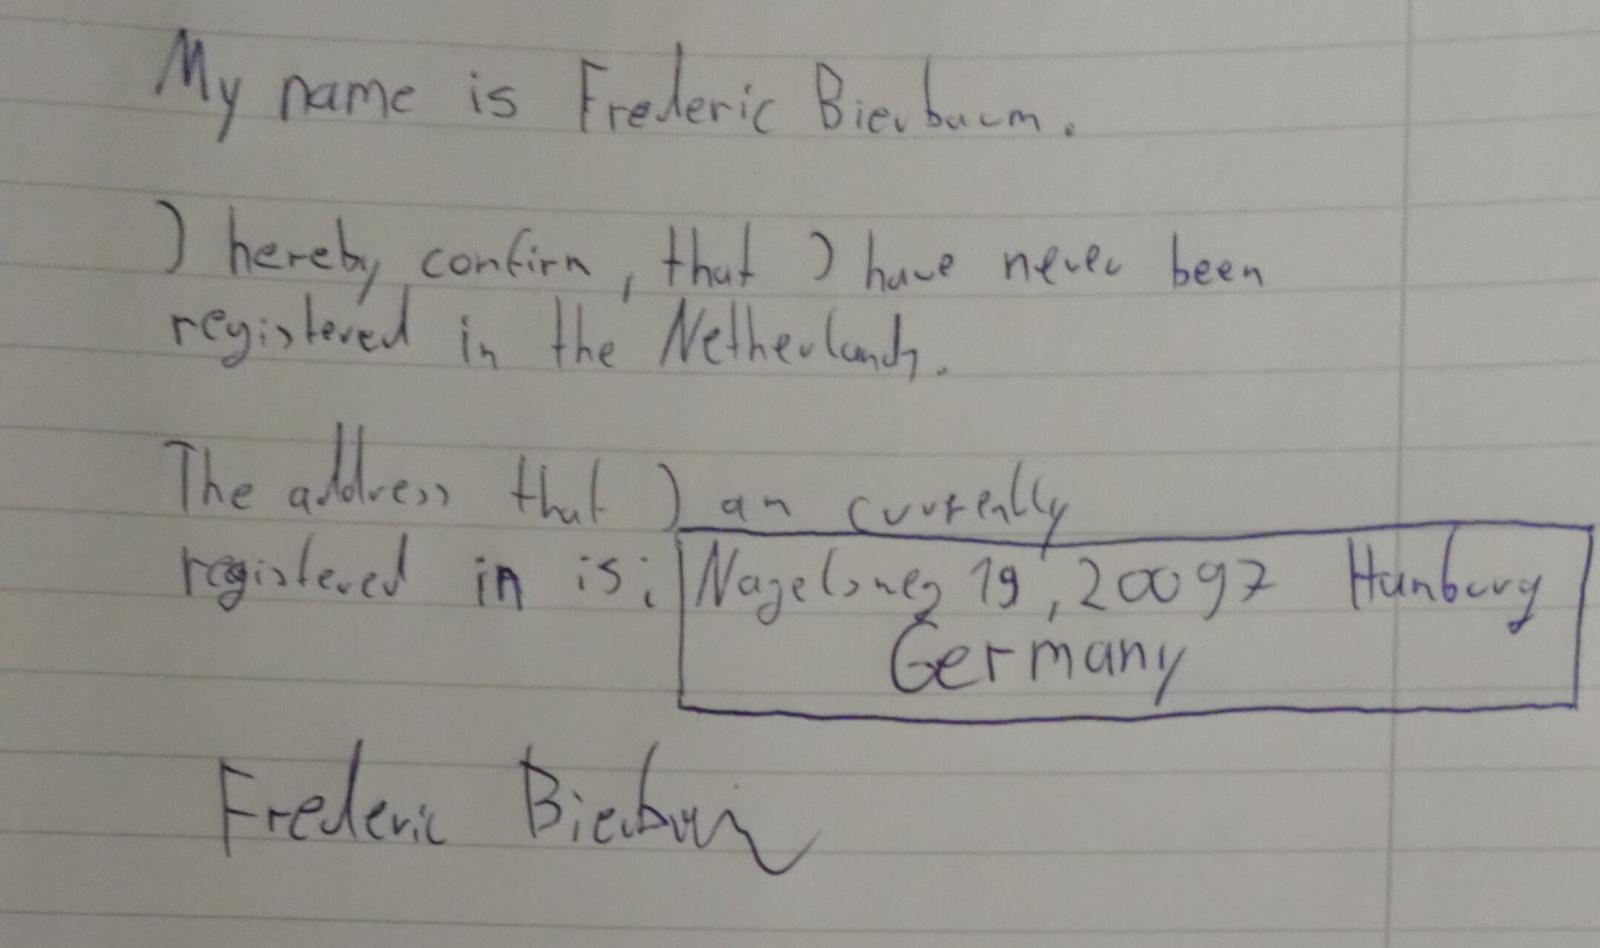 My name is Frederic Bierbaum.
I hereby confirm, that I have never been
registered in the Netherlands.
The address that I am currently
registered in is: Nagelsweg 19, 20097 Hamburg
Germany
Frederic Bierbaum